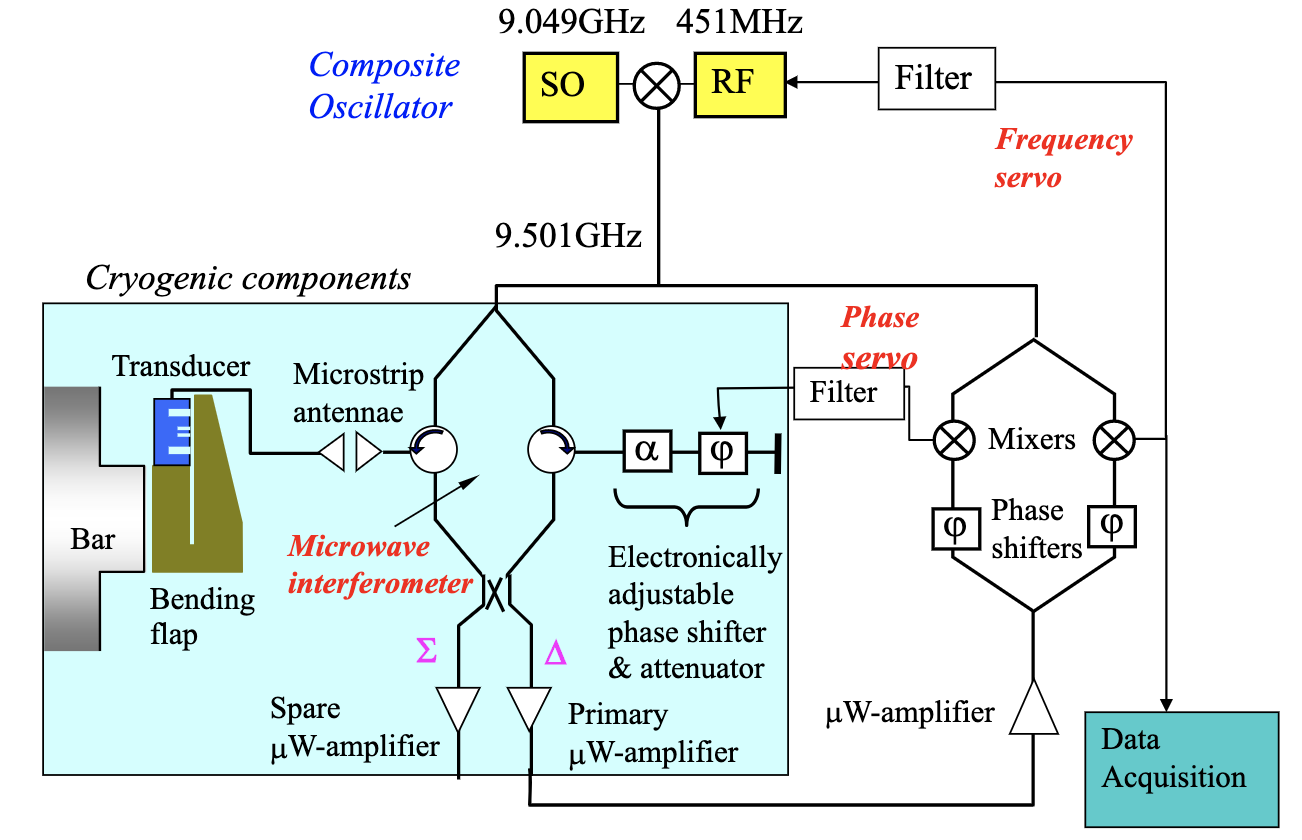 9.049GHz 451MHz
Composite
Oscillator
SO
RF
Filter
Frequency
servo
9.501GHz
Cryogenic components
Phase
servo
Transducer
Microstrip
antennae
Filter
α
φ
Mixers
Bar
Microwave
interferometer
φ
Phase
shifters
φ
Electronically
adjustable
phase shifter
& attenuator
Bending
flap
Σ
Δ
Spare
μW-amplifier
Primary
μW-amplifier
μW-amplifier
Data
Acquisition